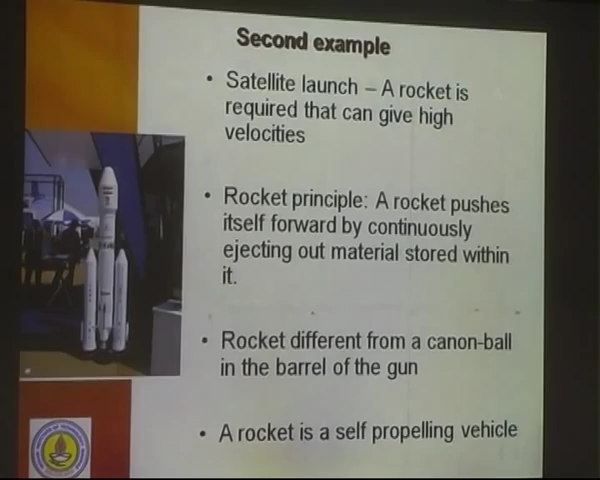 Second example
• Satellite launch – A rocket is
required that can give high
velocities
• Rocket principle: A rocket pushes
itself forward by continuously
ejecting out material stored within
it.
• Rocket different from a canon-ball
in the barrel of the gun
• A rocket is a self propelling vehicle